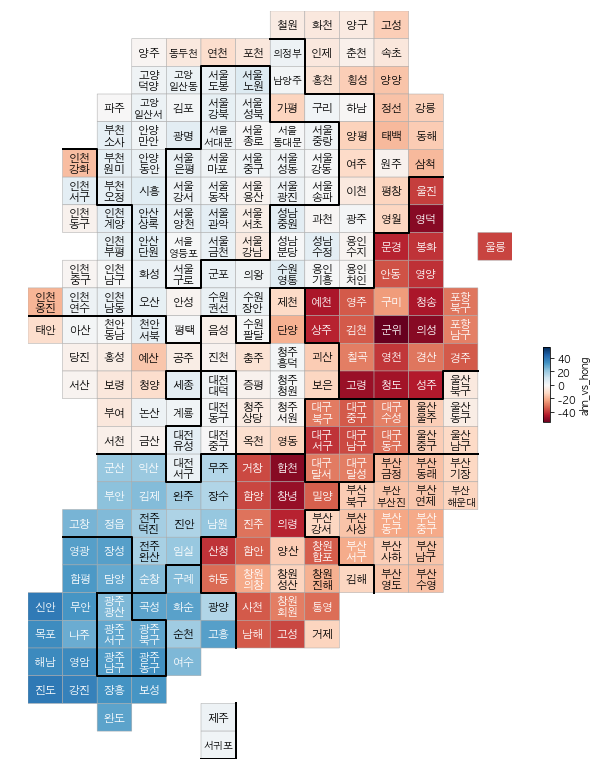 철원 화천 양구 고성
양주 동두천 연천 포천 의정부 인제 춘천 속초
고양 덕양 고양 일산동 서울 도봉 서울 노원 남양주 홍천 횡성 양양
파주 고양 일산서 김포 서울 강북 서울 성북 가평 구리 하남 정선 강릉
부천 소사 안양 만안 광명 서울 서대문 서울 종로 서울 동대문 서울 중랑 양평 태백 동해
인천 강화 부천 원미 안양 동안 서울 은평 서울 마포 서울 중구 서울 성동 서울 강동 여주 원주 삼척
인천 서구 부천 오정 시흥 서울 강서 서울 동작 서울 용산 서울 광진 서울 송파 이천 평창 울진
인천 동구 인천 계양 안산 상록 서울 양천 서울 관악 서울 서초 성남 중원 과천 광주 영월 영덕
인천 부평 안산 단원 서울 영등포 서울 금천 서울 강남 성남 분당 성남 수정 용인 수지 문경 봉화 울릉
인천 중구 인천 남구 화성 서울 구로 군포 의왕 수원 영통 용인 기흥 용인 처인 안동 영양
인천 옹진 인천 연수 인천 남동 오산 안성 수원 권선 수원 장안 제천 예천 영주 구미 청송 포항 북구
태안 아산 천안 동남 천안 서북 평택 음성 수원 팔달 단양 상주 김천 군위 의성 포항 남구
당진 홍성 예산 공주 진천 충주 청주 흥덕 괴산 칠곡 영천 경산 경주
서산 보령 청양 세종 대전 대덕 증평 청주 청원 보은 고령 청도 성주 울산 북구
부여 논산 계룡 대전 동구 청주 상당 청주 서원 대구 북구 대구 중구 대구 수성 울산 울주 울산 동구
서천 금산 대전 유성 대전 중구 옥천 영동 대구 서구 대구 남구 대구 동구 울산 중구 울산 남구
군산 익산 대전 서구 무주 거창 합천 대구 달서 대구 달성 부산 금정 부산 동래 부산 기장
부안 김제 완주 장수 함양 창녕 밀양 부산 북구 부산 부산진 부산 연제 부산 해운대
고창 정읍 전주 덕진 진안 남원 진주 의령 부산 강서 부산 사상 부산 동구 부산 중구
영광 장성 전주 완산 임실 산청 함안 양산 창원 합포 부산 서구 부산 사하 부산 남구
함평 담양 순창 구례 하동 창원 의창 창원 성산 창원 진해 김해 부산 영도 부산 수영
신안 무안 광주 광산 곡성 화순 광양 사천 창원 회원 통영
목포 나주 광주 서구 광주 북구 순천 고흥 남해 고성 거제
해남 영암 광주 남구 광주 동구 여수
진도 강진 장흥 보성
완도 제주
서귀포
40
20
0
-20
-40
ahn_vs_hong